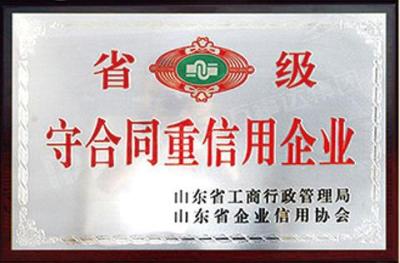 省 级
守合同重信用企业
山东省工商行政管理局
山东省企业信用协会